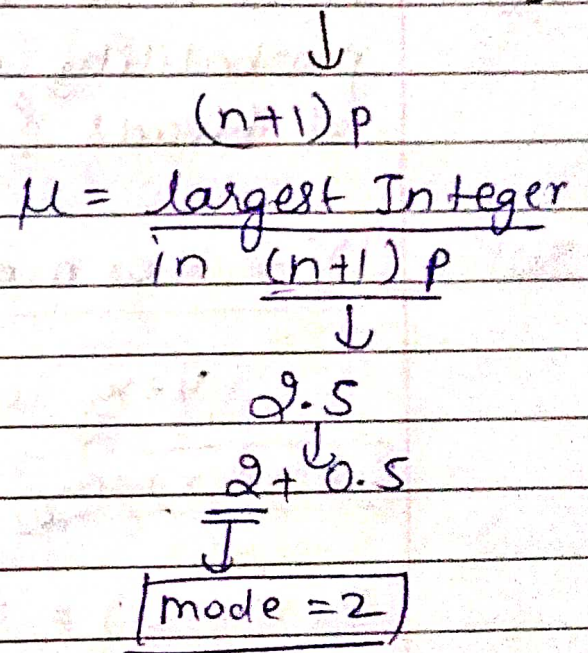 (n+1) p
μ = largest Integer
in (n+1) p
2.5
2+0.5
mode = 2